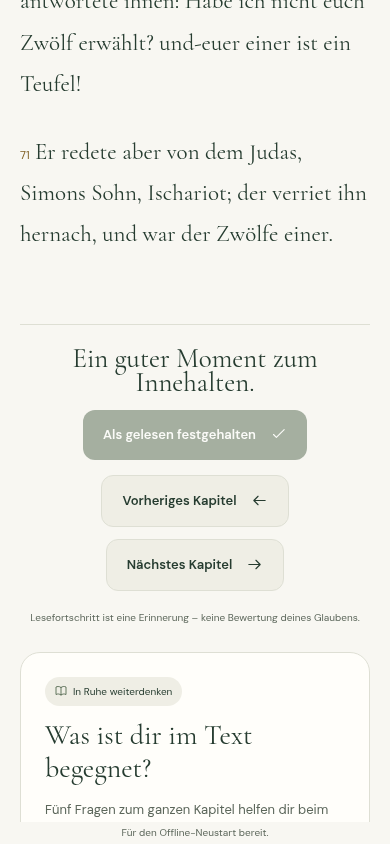 antwortete ihnen: Habe ich nicht euch
Zwölf erwählt? und-euer einer ist ein
Teufel!
71 Er redete aber von dem Judas,
Simons Sohn, Ischariot; der verriet ihn
hernach, und war der Zwölfe einer.
Ein guter Moment zum
Innehalten.
Als gelesen festgehalten
Vorheriges Kapitel
Nächstes Kapitel
Lesefortschritt ist eine Erinnerung – keine Bewertung deines Glaubens.
In Ruhe weiterdenken
Was ist dir im Text
begegnet?
Fünf Fragen zum ganzen Kapitel helfen dir beim
Für den Offline-Neustart bereit.